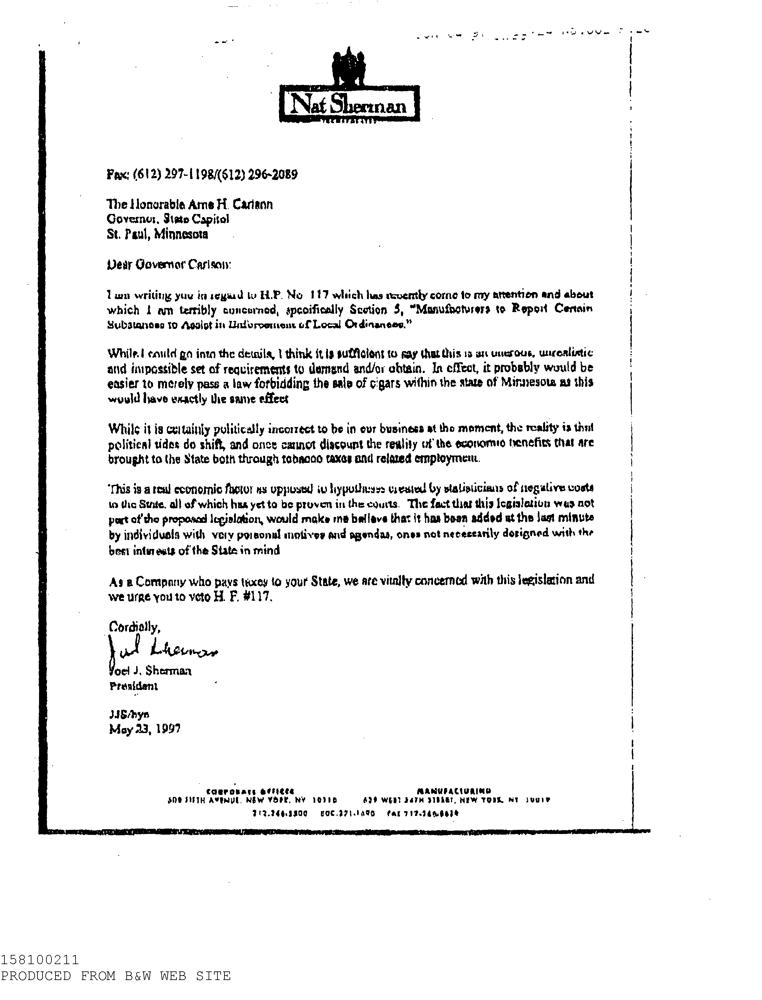 Nat Sherman
INCORPORATED
Fax: (612) 297-1198/(612) 296-2089
The Honorable Arne H. Carlson
Governor, State Capitol
St. Paul, Minnesota
Dear Governor Carlson:
I am writing you in regard to H.F. No. 117 which has recently come to my attention and about
which I am terribly concerned, specifically Section 5, "Manufacturers to Report Certain
Substances to Assist in Enforcement of Local Ordinances."
While I could go into the details, I think it is sufficient to say that this is an onerous, unrealistic
and impossible set of requirements to demand and/or obtain. In effect, it probably would be
easier to merely pass a law forbidding the sale of cigars within the state of Minnesota as this
would have exactly the same effect
While it is certainly politically incorrect to be in our business at the moment, the reality is that
political tides do shift, and once cannot discount the reality of the economic benefits that are
brought to the State both through tobacco taxes and related employment.
This is a real economic factor as opposed to hypotheses created by statisticians of negative costs
to the State, all of which has yet to be proven in the courts. The fact that this legislation was not
part of the proposed legislation, would make me believe that it has been added at the last minute
by individuals with very personal motives and agendas, ones not necessarily designed with the
best interests of the State in mind
As a Company who pays taxes to your State, we are vitally concerned with this legislation and
we urge you to veto H. F. #117.
Cordially,
Joel Sherman
Joel J. Sherman
President
JJS/hyn
May 23, 1997
CORPORATE OFFICES MANUFACTURING
500 FIFTH AVENUE, NEW YORK, NY 10110 629 WEST 54TH STREET, NEW YORK, NY 10019
158100211
PRODUCED FROM B&W WEB SITE